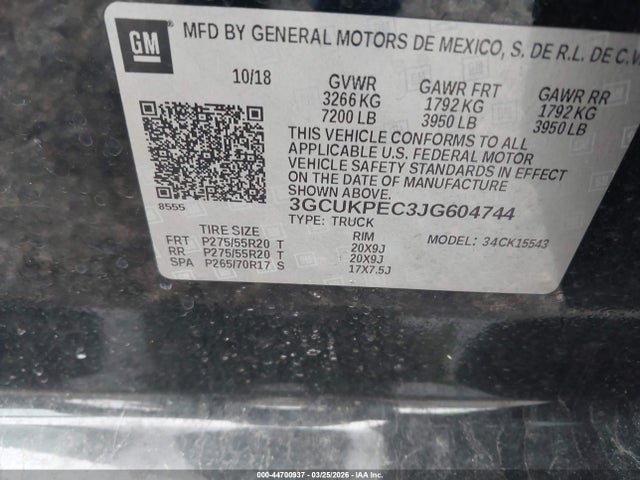 GM
MFD BY GENERAL MOTORS DE MEXICO, S. DE R.L. DE C.V.
10/18 GVWR GAWR FRT GAWR RR
3266 KG 1792 KG 1792 KG
7200 LB 3950 LB 3950 LB
THIS VEHICLE CONFORMS TO ALL
APPLICABLE U.S. FEDERAL MOTOR
VEHICLE SAFETY STANDARDS IN EFFECT
ON THE DATE OF MANUFACTURE
SHOWN ABOVE.
8555
3GCUKPEC3JG604744
TYPE: TRUCK
TIRE SIZE RIM MODEL: 34CK15543
FRT P275/55R20 T 20X9J
RR P275/55R20 T 20X9J
SPA P265/70R17 S 17X7.5J
000-44700937 - 03/25/2026 - IAAI.COM